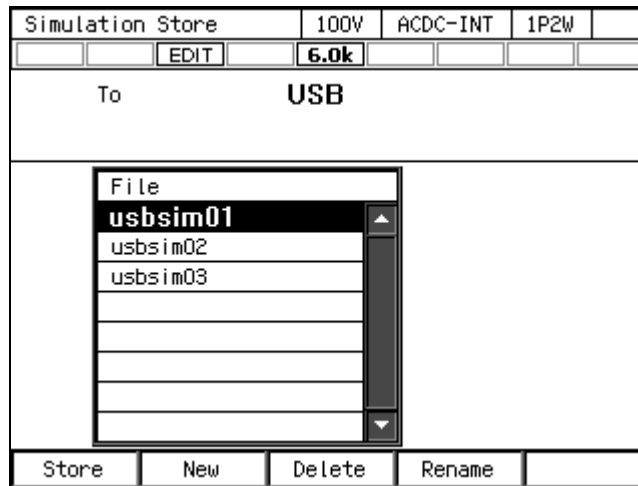 Simulation Store 100V ACDC-INT 1P2W
EDIT 6.0k
To USB
File
usbsim01
usbsim02
usbsim03
Store New Delete Rename